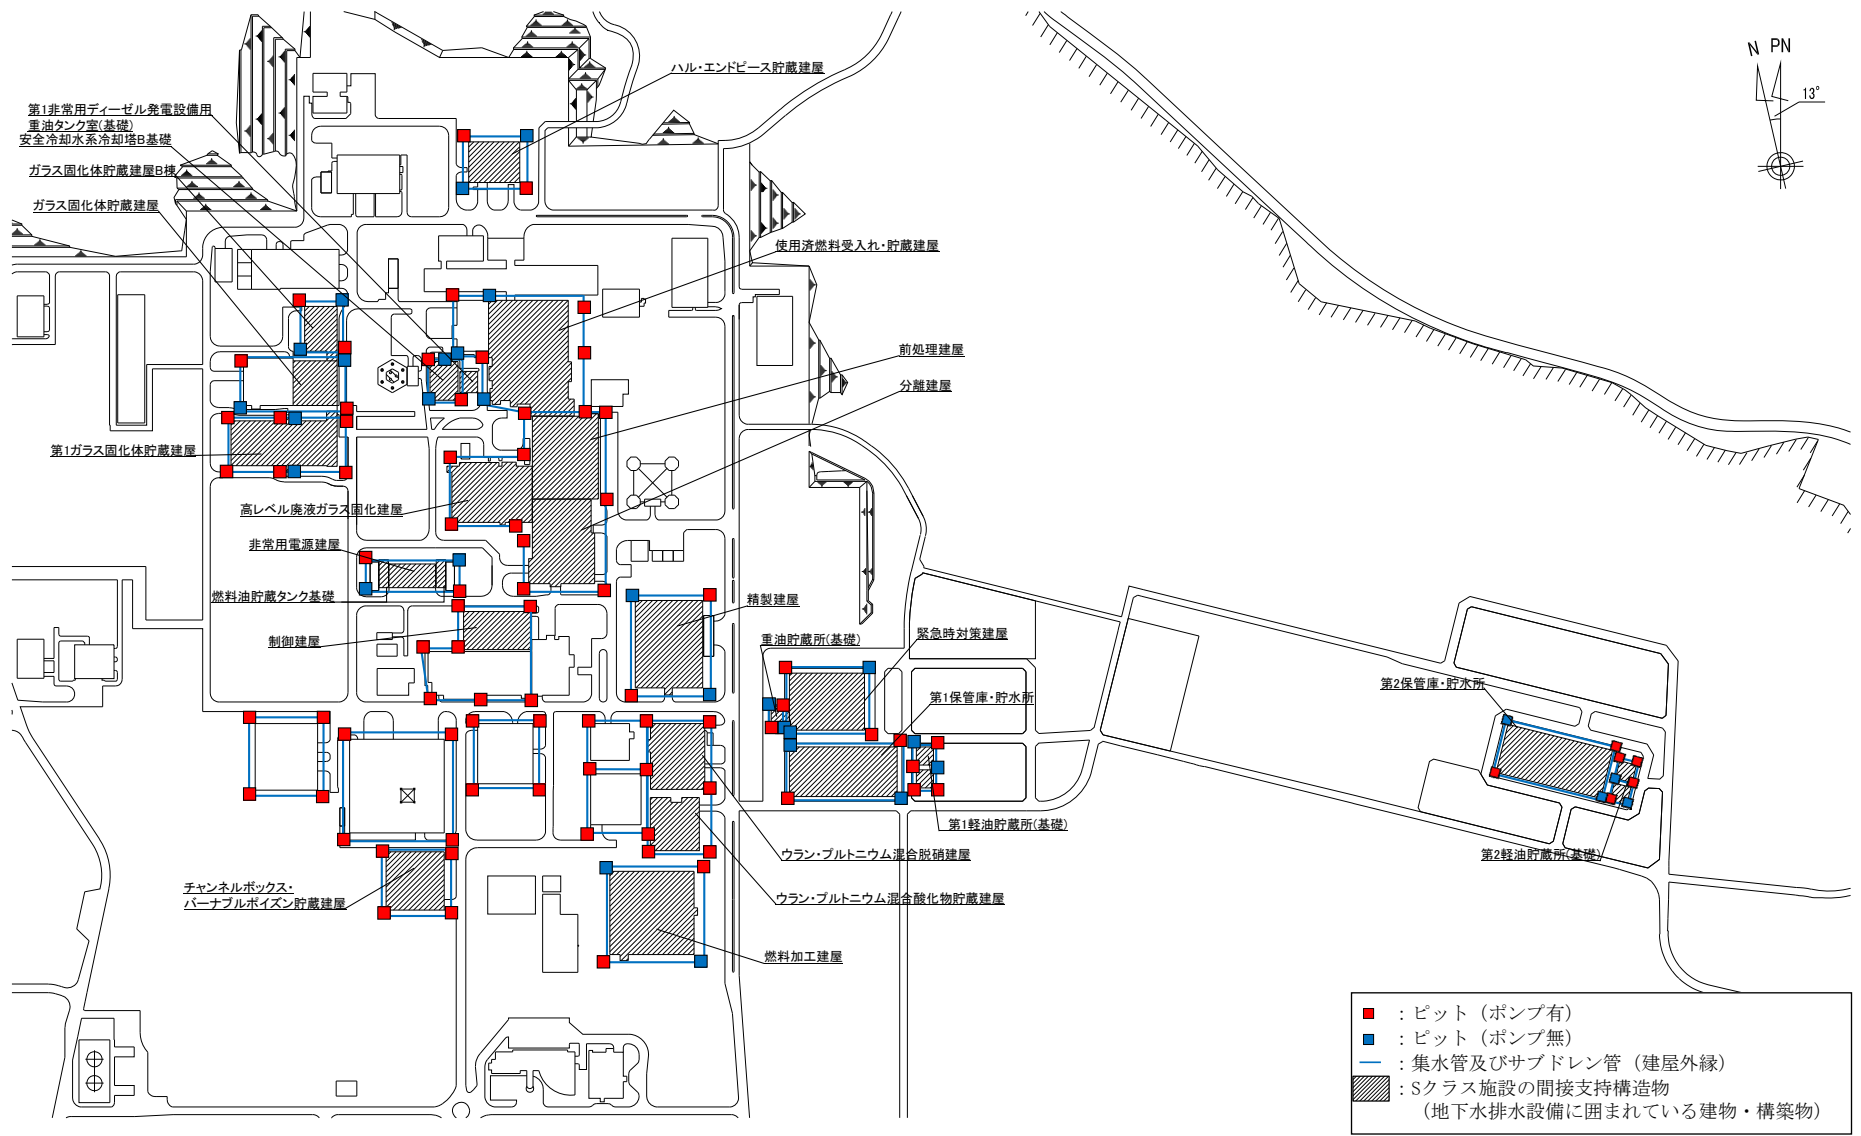 N PN
13°
ハル・エンドピース貯蔵建屋
第1非常用ディーゼル発電設備用
重油タンク室(基礎)
安全冷却水系冷却塔B基礎
ガラス固化体貯蔵建屋B棟
ガラス固化体貯蔵建屋
使用済燃料受入れ・貯蔵建屋
前処理建屋
分離建屋
第1ガラス固化体貯蔵建屋
高レベル廃液ガラス固化建屋
非常用電源建屋
燃料油貯蔵タンク基礎
制御建屋
精製建屋
重油貯蔵所(基礎)
緊急時対策建屋
第1保管庫・貯水所
第2保管庫・貯水所
第1軽油貯蔵所(基礎)
第2軽油貯蔵所(基礎)
ウラン・プルトニウム混合脱硝建屋
チャンネルボックス・
バーナブルポイズン貯蔵建屋
ウラン・プルトニウム混合酸化物貯蔵建屋
燃料加工建屋
：ピット（ポンプ有）
：ピット（ポンプ無）
：集水管及びサブドレン管（建屋外縁）
：Sクラス施設の間接支持構造物
（地下水排水設備に囲まれている建物・構築物）